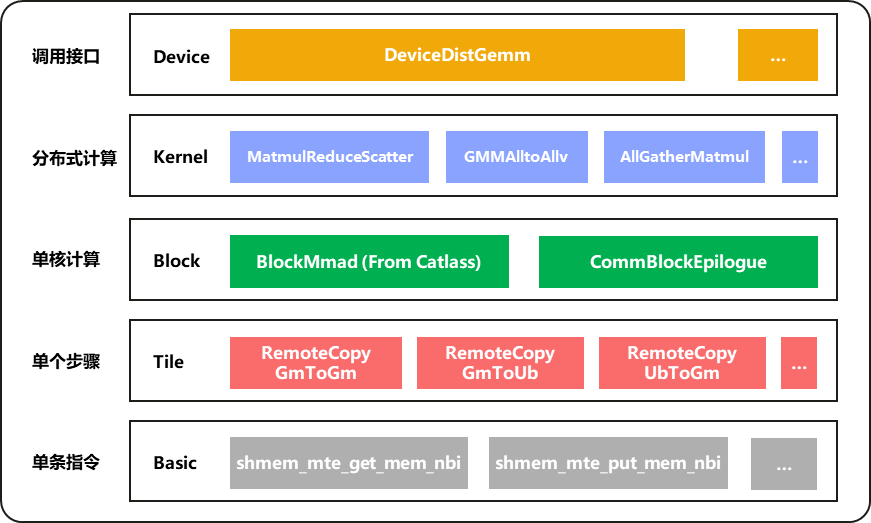 调用接口
Device
DeviceDistGemm
...
分布式计算
Kernel
MatmulReduceScatter
GMMAlltoAllv
AllGatherMatmul
...
单核计算
Block
BlockMmad (From Catlass)
CommBlockEpilogue
单个步骤
Tile
RemoteCopy
GmToGm
RemoteCopy
GmToUb
RemoteCopy
UbToGm
...
单条指令
Basic
shmem_mte_get_mem_nbi
shmem_mte_put_mem_nbi
...